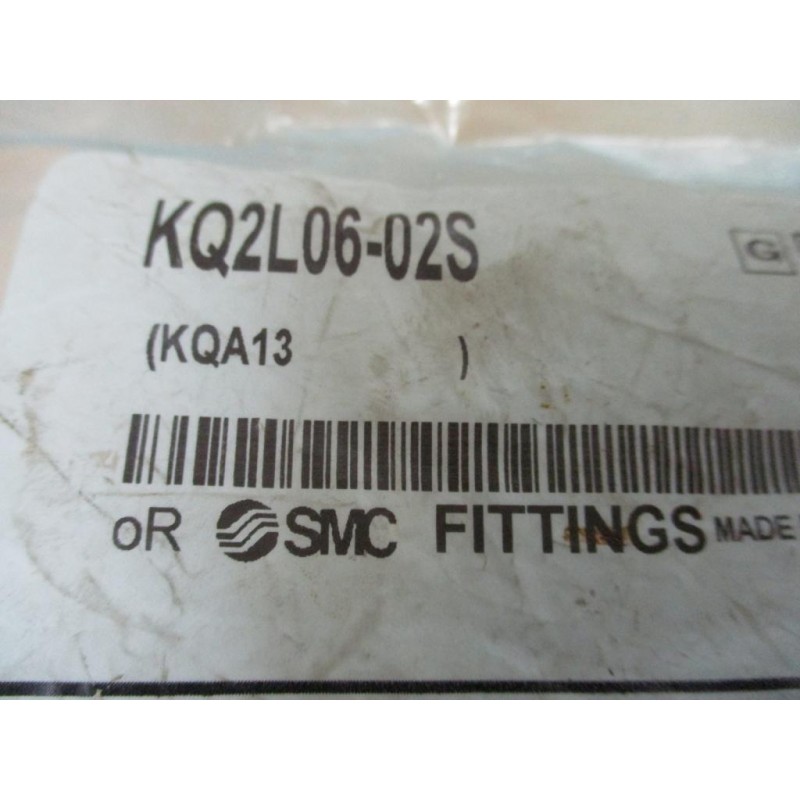 KQ2L06-02S
G
(KQA13 )
oR SMC FITTINGS MADE